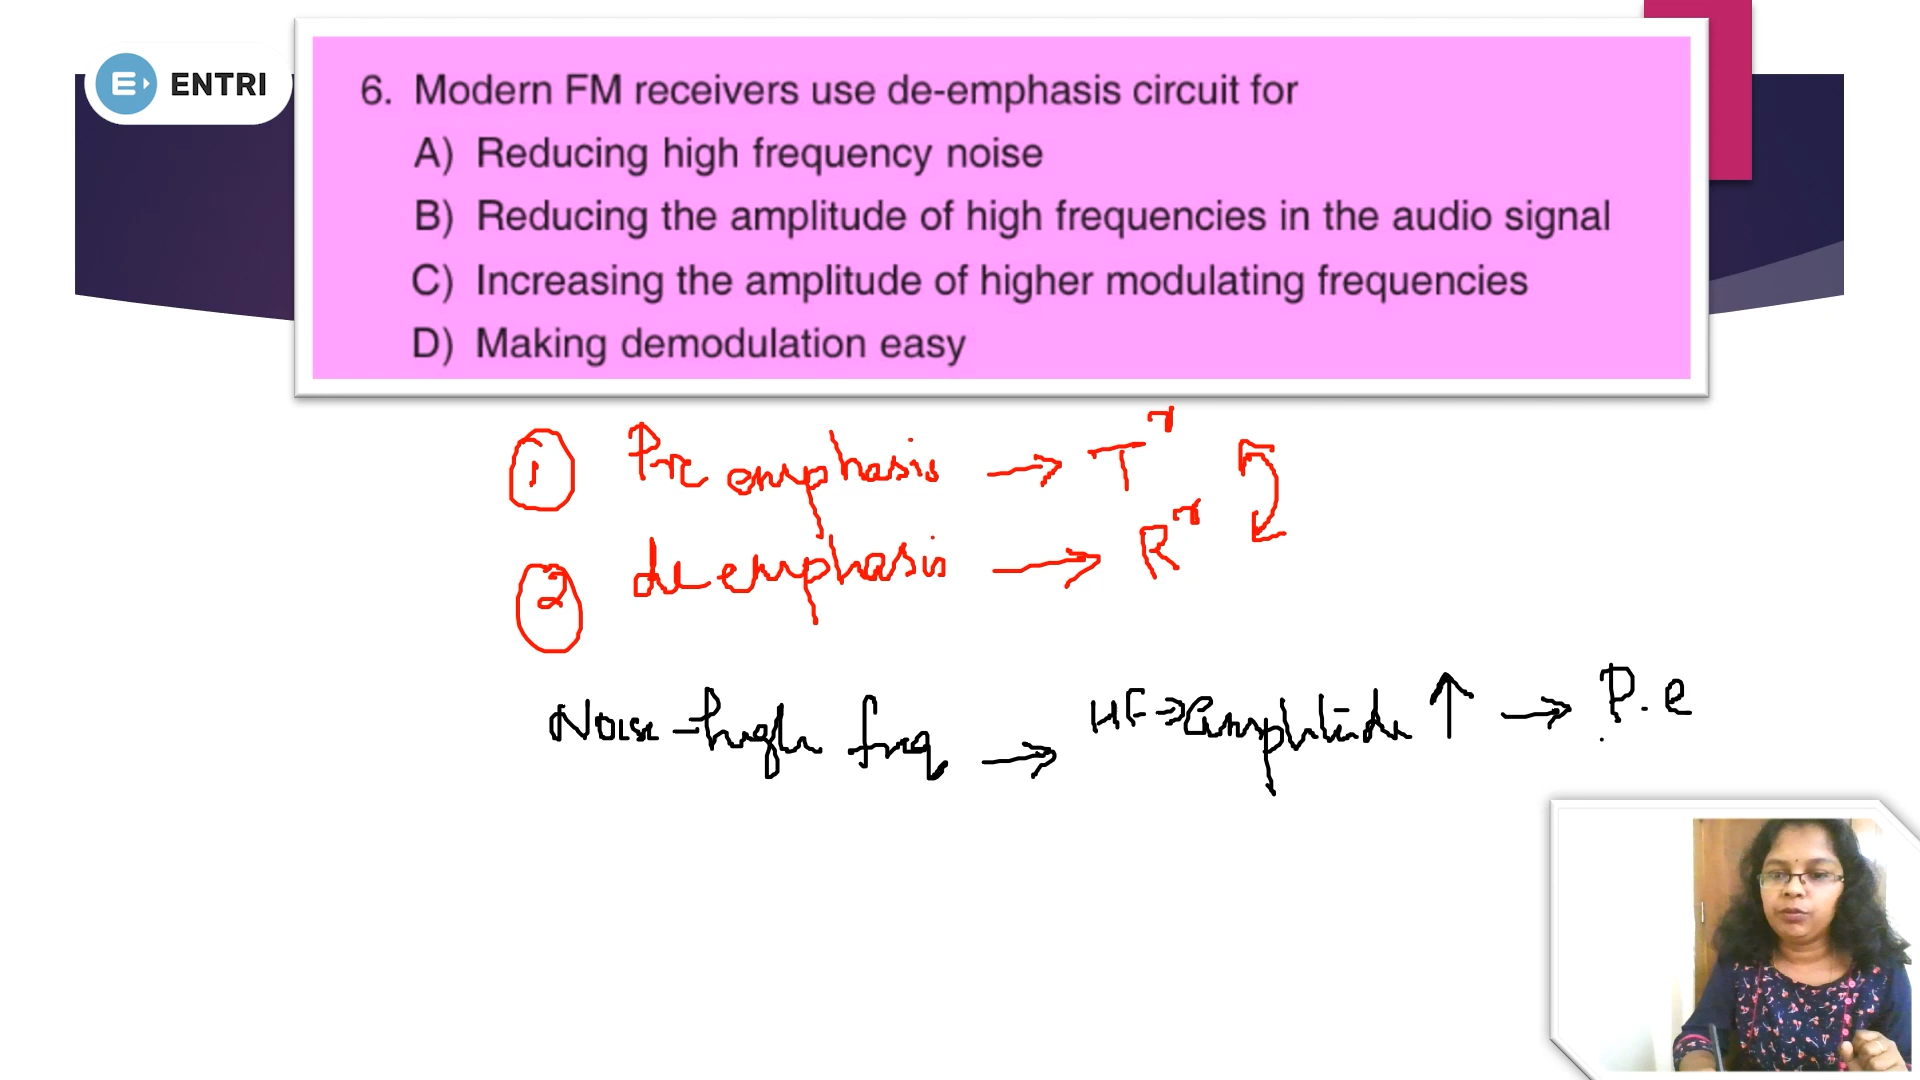 ENTRI
6. Modern FM receivers use de-emphasis circuit for
A) Reducing high frequency noise
B) Reducing the amplitude of high frequencies in the audio signal
C) Increasing the amplitude of higher modulating frequencies
D) Making demodulation easy
1 Pre emphasis → Tr
2 de emphasis → Rr
Noise - high freq → HF → amplitude ↑ → P.e